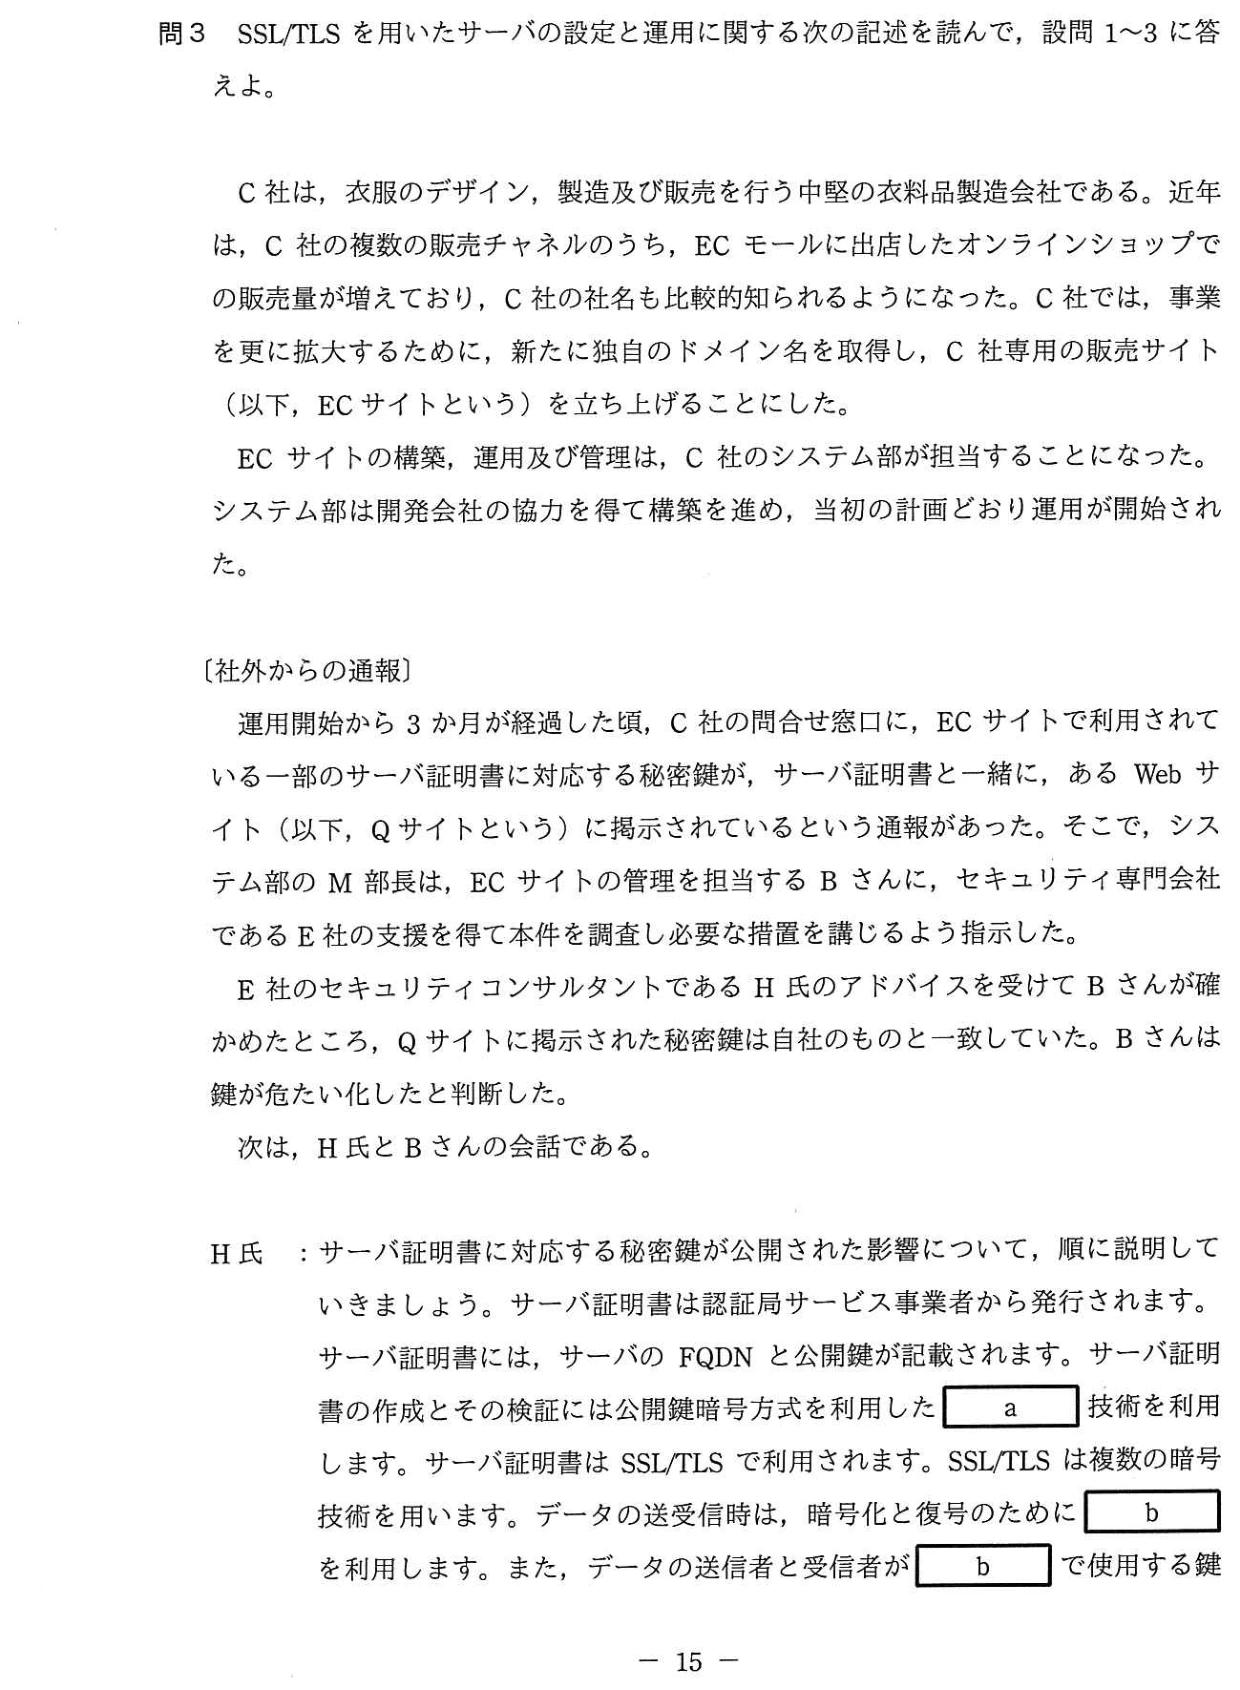 問3 SSL/TLS を用いたサーバの設定と運用に関する次の記述を読んで，設問 1～3 に答
えよ。
C 社は，衣服のデザイン，製造及び販売を行う中堅の衣料品製造会社である。近年
は，C 社の複数の販売チャネルのうち，EC モールに出店したオンラインショップで
の販売量が増えており，C 社の社名も比較的知られるようになった。C 社では，事業
を更に拡大するために，新たに独自のドメイン名を取得し，C 社専用の販売サイト
（以下，EC サイトという）を立ち上げることにした。
EC サイトの構築，運用及び管理は，C 社のシステム部が担当することになった。
システム部は開発会社の協力を得て構築を進め，当初の計画どおり運用が開始され
た。
〔社外からの通報〕
運用開始から 3 か月が経過した頃，C 社の問合せ窓口に，EC サイトで利用されて
いる一部のサーバ証明書に対応する秘密鍵が，サーバ証明書と一緒に，ある Web サ
イト（以下，Q サイトという）に掲示されているという通報があった。そこで，シス
テム部の M 部長は，EC サイトの管理を担当する B さんに，セキュリティ専門会社
である E 社の支援を得て本件を調査し必要な措置を講じるよう指示した。
E 社のセキュリティコンサルタントである H 氏のアドバイスを受けて B さんが確
かめたところ，Q サイトに掲示された秘密鍵は自社のものと一致していた。B さんは
鍵が危たい化したと判断した。
次は，H 氏と B さんの会話である。
H 氏 ：サーバ証明書に対応する秘密鍵が公開された影響について，順に説明して
いきましょう。サーバ証明書は認証局サービス事業者から発行されます。
サーバ証明書には，サーバの FQDN と公開鍵が記載されます。サーバ証明
書の作成とその検証には公開鍵暗号方式を利用した a 技術を利用
します。サーバ証明書は SSL/TLS で利用されます。SSL/TLS は複数の暗号
技術を用います。データの送受信時は，暗号化と復号のために b
を利用します。また，データの送信者と受信者が b で使用する鍵
－ 15 －